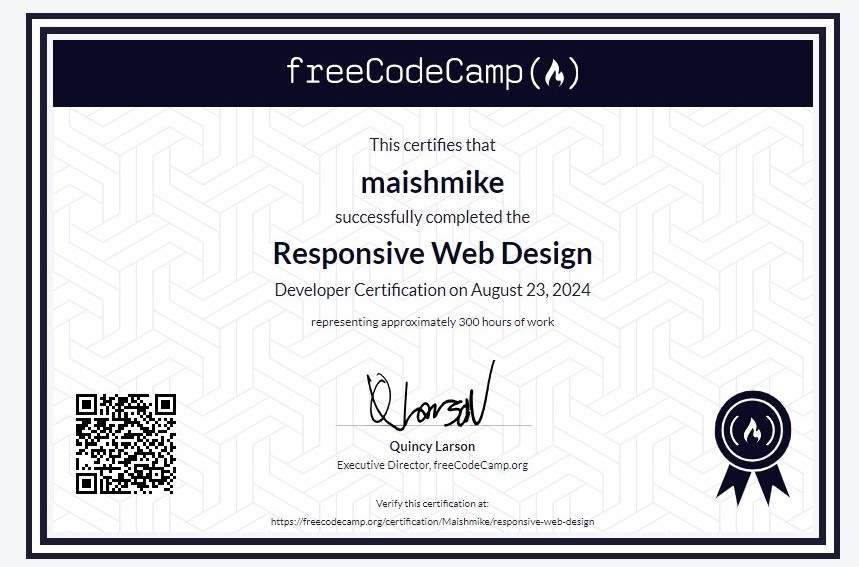 freeCodeCamp
This certifies that
maishmike
successfully completed the
Responsive Web Design
Developer Certification on August 23, 2024
representing approximately 300 hours of work
Quincy Larson
Executive Director, freeCodeCamp.org
Verify this certification at:
https://freecodecamp.org/certification/Maishmike/responsive-web-design